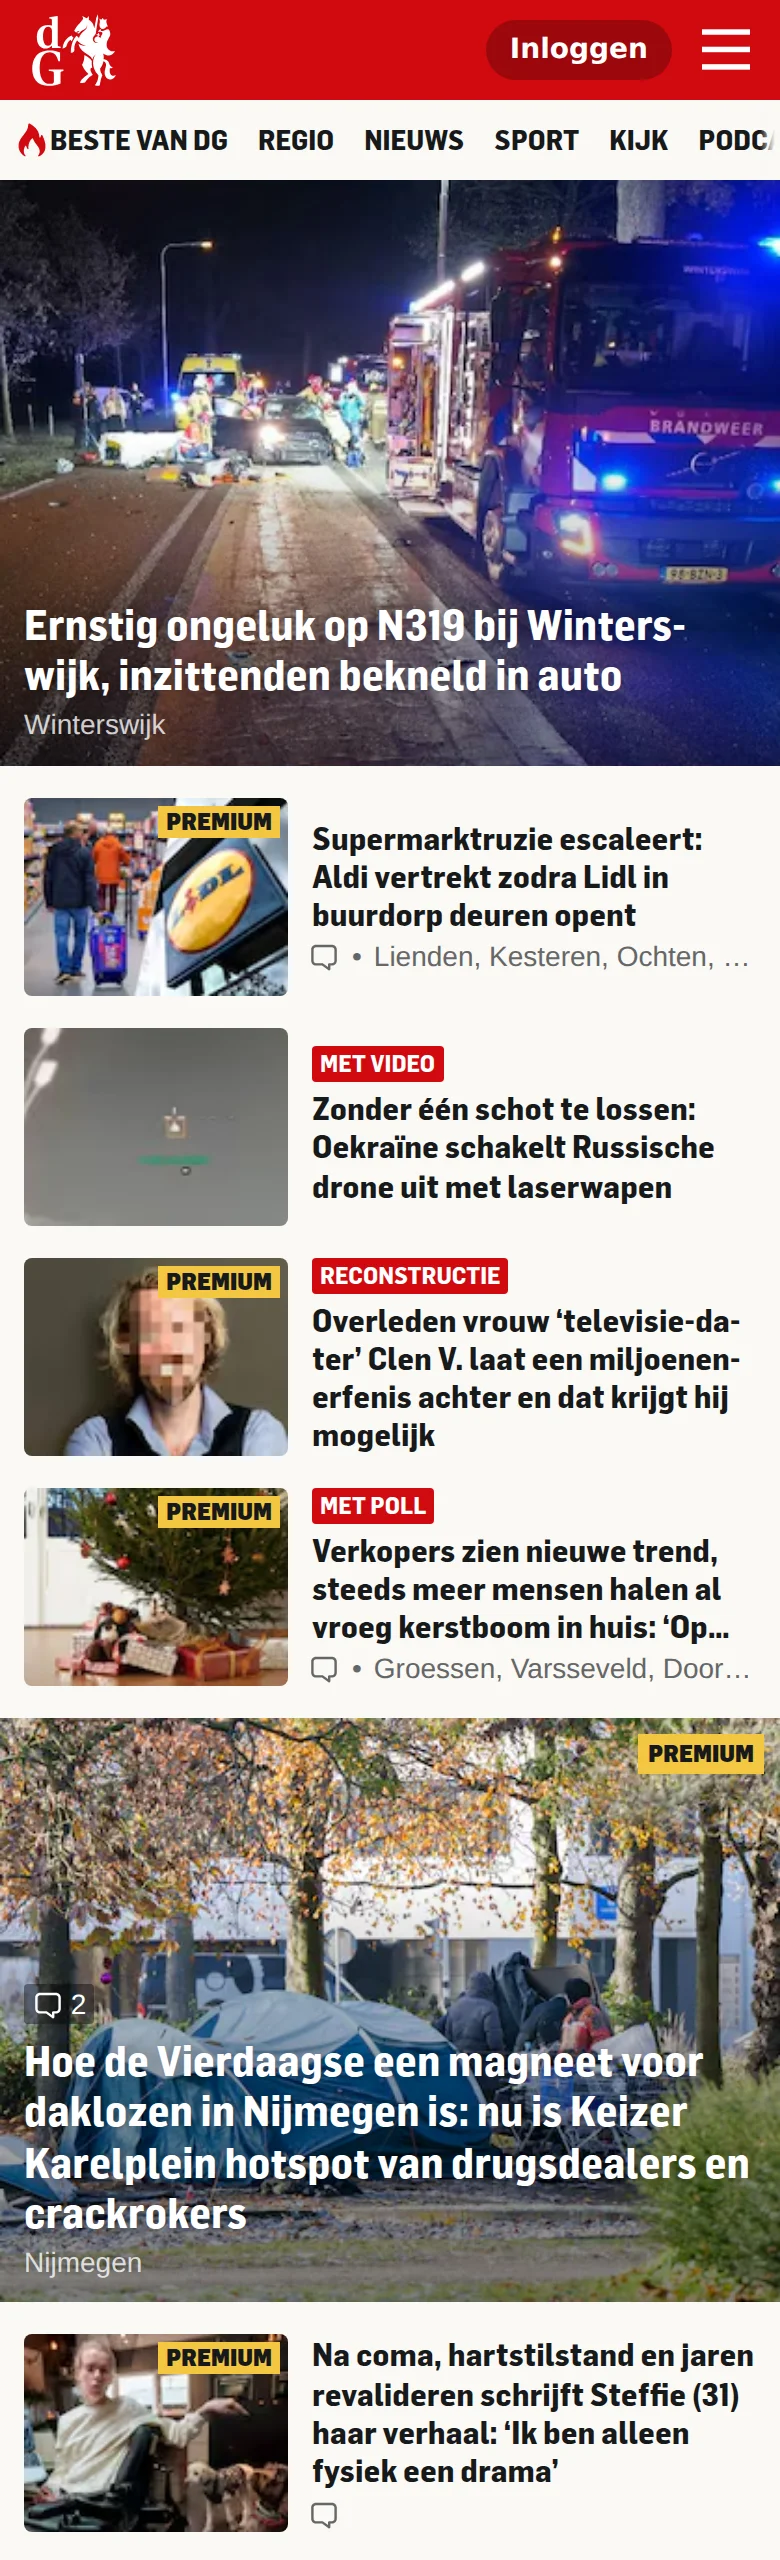 dG
Inloggen
BESTE VAN DG REGIO NIEUWS SPORT KIJK PODCA
WINTERSWIJK
BRANDWEER
98-BZN-3
Ernstig ongeluk op N319 bij Winters-
wijk, inzittenden bekneld in auto
Winterswijk
PREMIUM
LIDL
Supermarktruzie escaleert:
Aldi vertrekt zodra Lidl in
buurdorp deuren opent
• Lienden, Kesteren, Ochten, …
MET VIDEO
Zonder één schot te lossen:
Oekraïne schakelt Russische
drone uit met laserwapen
PREMIUM
RECONSTRUCTIE
Overleden vrouw ‘televisie-da-
ter’ Clen V. laat een miljoenen-
erfenis achter en dat krijgt hij
mogelijk
PREMIUM
MET POLL
Verkopers zien nieuwe trend,
steeds meer mensen halen al
vroeg kerstboom in huis: ‘Op…
• Groessen, Varsseveld, Door…
PREMIUM
2
Hoe de Vierdaagse een magneet voor
daklozen in Nijmegen is: nu is Keizer
Karelplein hotspot van drugsdealers en
crackrokers
Nijmegen
PREMIUM
Na coma, hartstilstand en jaren
revalideren schrijft Steffie (31)
haar verhaal: ‘Ik ben alleen
fysiek een drama’